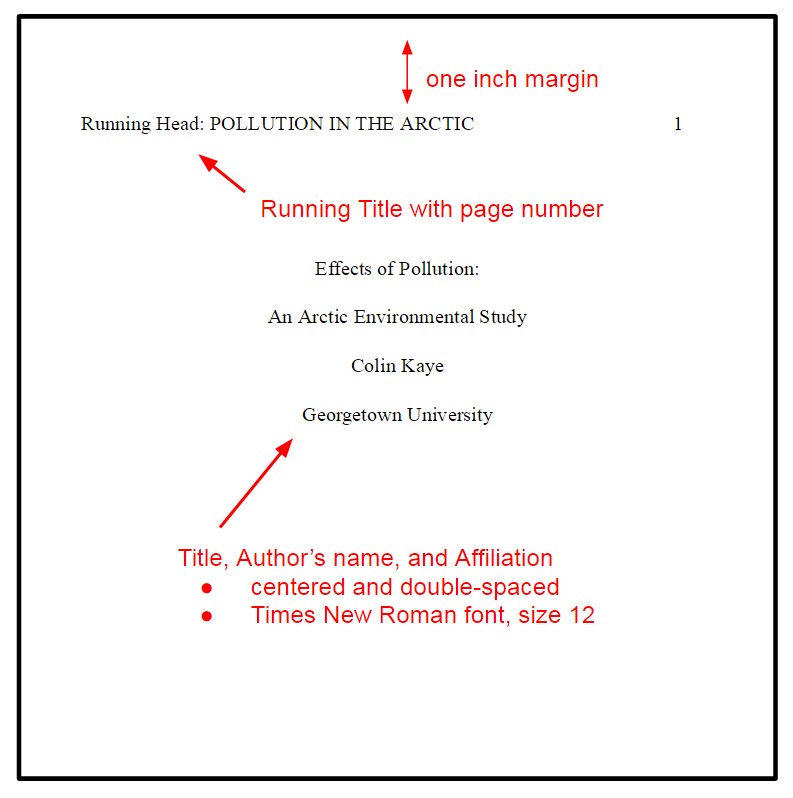 one inch margin
Running Head: POLLUTION IN THE ARCTIC 1
Running Title with page number
Effects of Pollution:
An Arctic Environmental Study
Colin Kaye
Georgetown University
Title, Author’s name, and Affiliation
● centered and double-spaced
● Times New Roman font, size 12